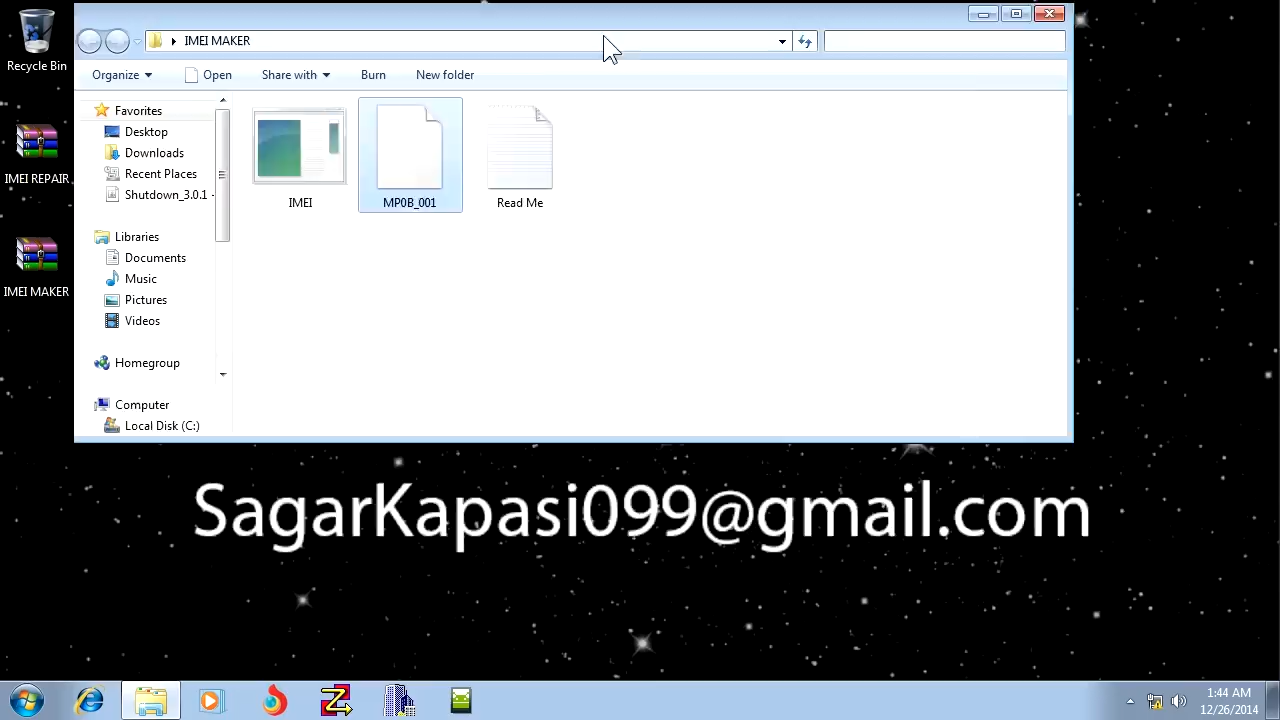 Recycle Bin
IMEI REPAIR
IMEI MAKER
IMEI MAKER
Organize
Open
Share with
Burn
New folder
Favorites
Desktop
Downloads
Recent Places
Shutdown_3.0.1 -
Libraries
Documents
Music
Pictures
Videos
Homegroup
Computer
Local Disk (C:)
IMEI
MP0B_001
Read Me
SagarKapasi099@gmail.com
1:44 AM
12/26/2014